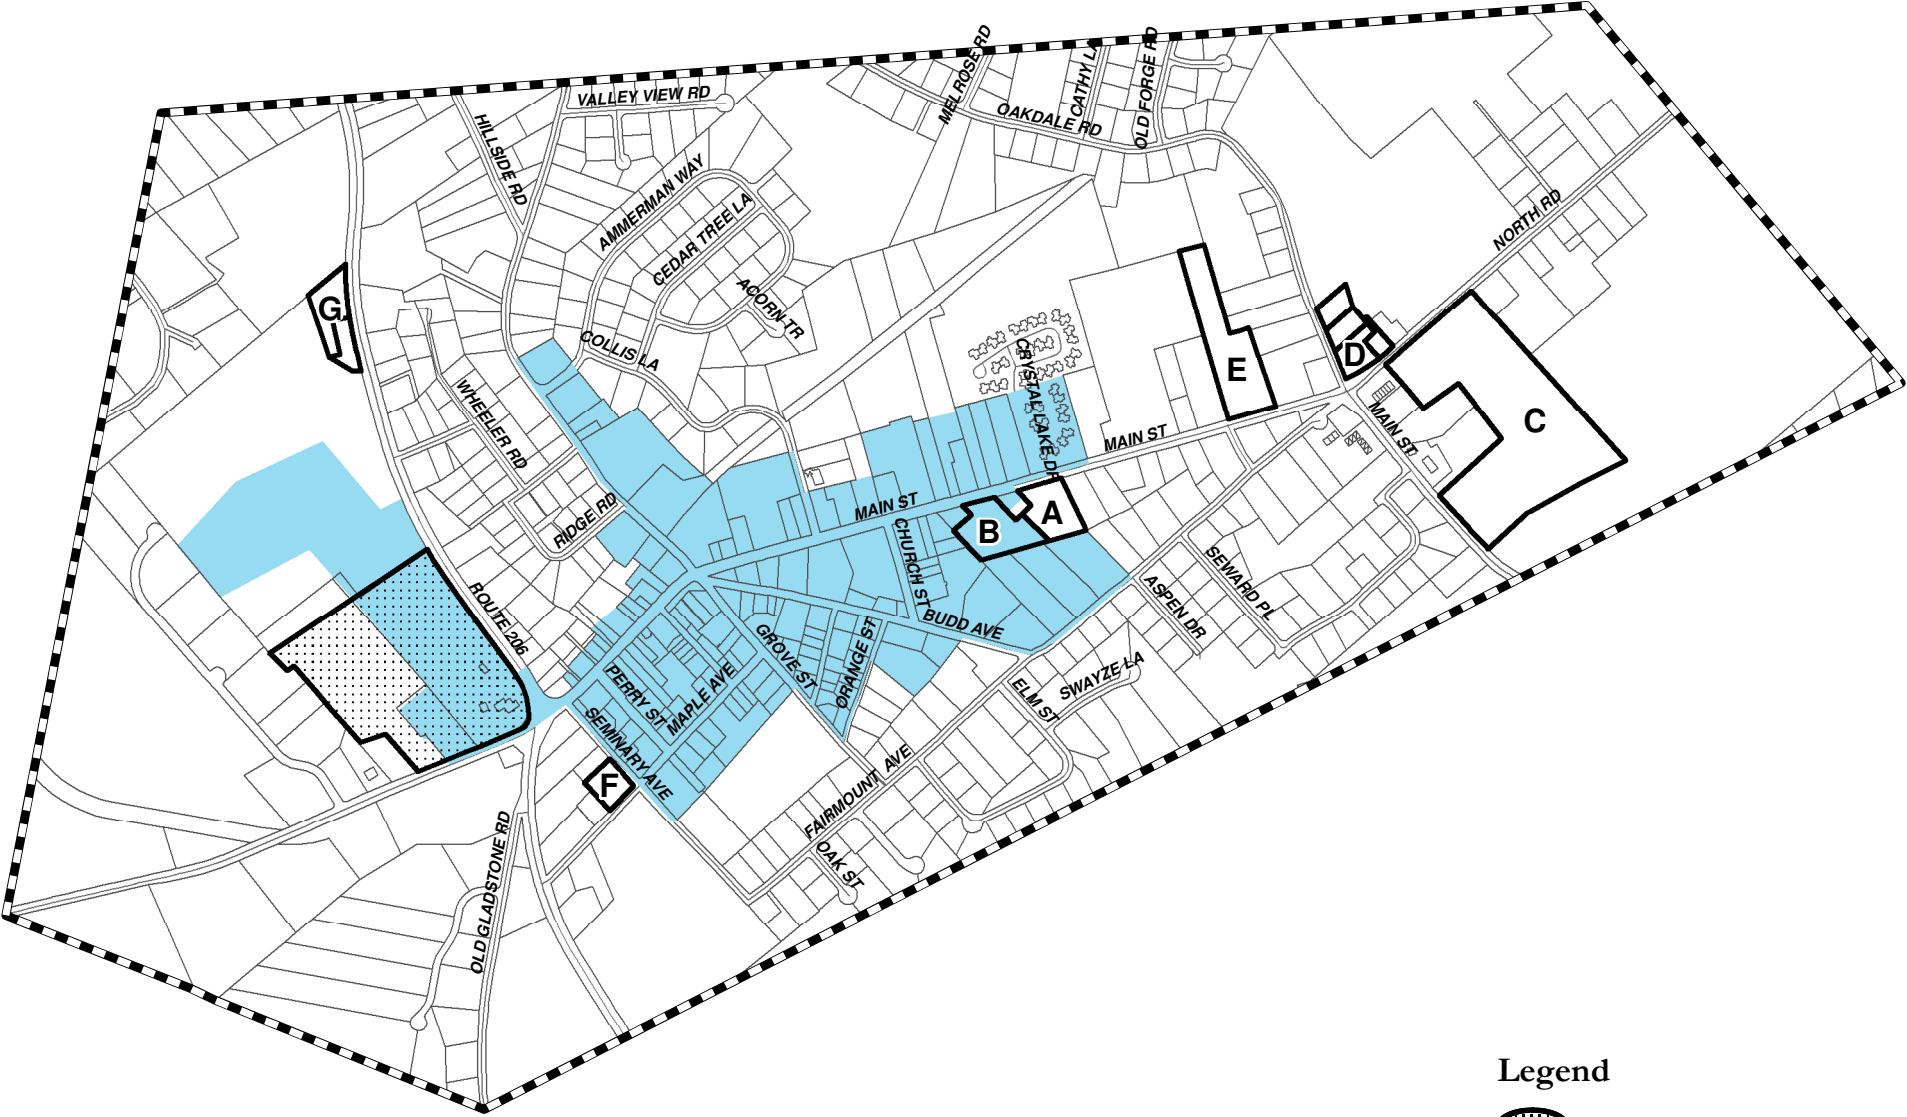 VALLEY VIEW RD
HILLSIDE RD
MELROSE RD
CATHY LA
OLD FORGE RD
OAKDALE RD
AMMERMAN WAY
CEDAR TREE LA
ACORN TR
COLLIS LA
NORTH RD
G
WHEELER RD
RIDGE RD
CRYSTAL LAKE DR
E
D
C
MAIN ST
MAIN ST
MAIN ST
A
B
CHURCH ST
ROUTE 206
SEWARD PL
ASPEN DR
BUDD AVE
GROVE ST
ORANGE ST
PERRY ST
MAPLE AVE
SEMINARY AVE
SWAYZE LA
ELM ST
F
FAIRMOUNT AVE
OAK ST
OLD GLADSTONE RD
Legend